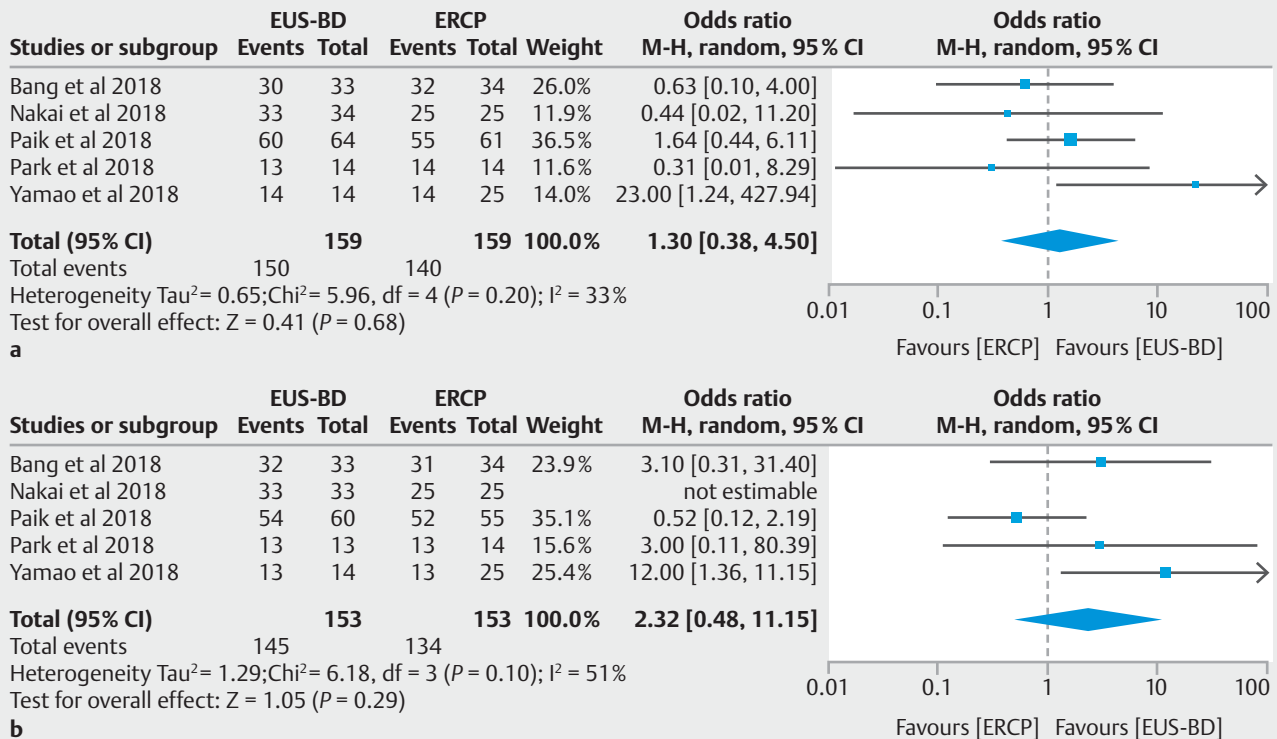 EUS-BD ERCP Odds ratio Odds ratio
Studies or subgroup Events Total Events Total Weight M-H, random, 95% CI M-H, random, 95% CI
Bang et al 2018 30 33 32 34 26.0% 0.63 [0.10, 4.00]
Nakai et al 2018 33 34 25 25 11.9% 0.44 [0.02, 11.20]
Paik et al 2018 60 64 55 61 36.5% 1.64 [0.44, 6.11]
Park et al 2018 13 14 14 14 11.6% 0.31 [0.01, 8.29]
Yamao et al 2018 14 14 14 25 14.0% 23.00 [1.24, 427.94]
Total (95% CI) 159 159 100.0% 1.30 [0.38, 4.50]
Total events 150 140
Heterogeneity Tau²= 0.65;Chi²= 5.96, df = 4 (P = 0.20); I² = 33%
Test for overall effect: Z = 0.41 (P = 0.68)
0.01 0.1 1 10 100
a Favours [ERCP] Favours [EUS-BD]
EUS-BD ERCP Odds ratio Odds ratio
Studies or subgroup Events Total Events Total Weight M-H, random, 95% CI M-H, random, 95% CI
Bang et al 2018 32 33 31 34 23.9% 3.10 [0.31, 31.40]
Nakai et al 2018 33 33 25 25 not estimable
Paik et al 2018 54 60 52 55 35.1% 0.52 [0.12, 2.19]
Park et al 2018 13 13 13 14 15.6% 3.00 [0.11, 80.39]
Yamao et al 2018 13 14 13 25 25.4% 12.00 [1.36, 11.15]
Total (95% CI) 153 153 100.0% 2.32 [0.48, 11.15]
Total events 145 134
Heterogeneity Tau²= 1.29;Chi²= 6.18, df = 3 (P = 0.10); I² = 51%
Test for overall effect: Z = 1.05 (P = 0.29)
0.01 0.1 1 10 100
b Favours [ERCP] Favours [EUS-BD]